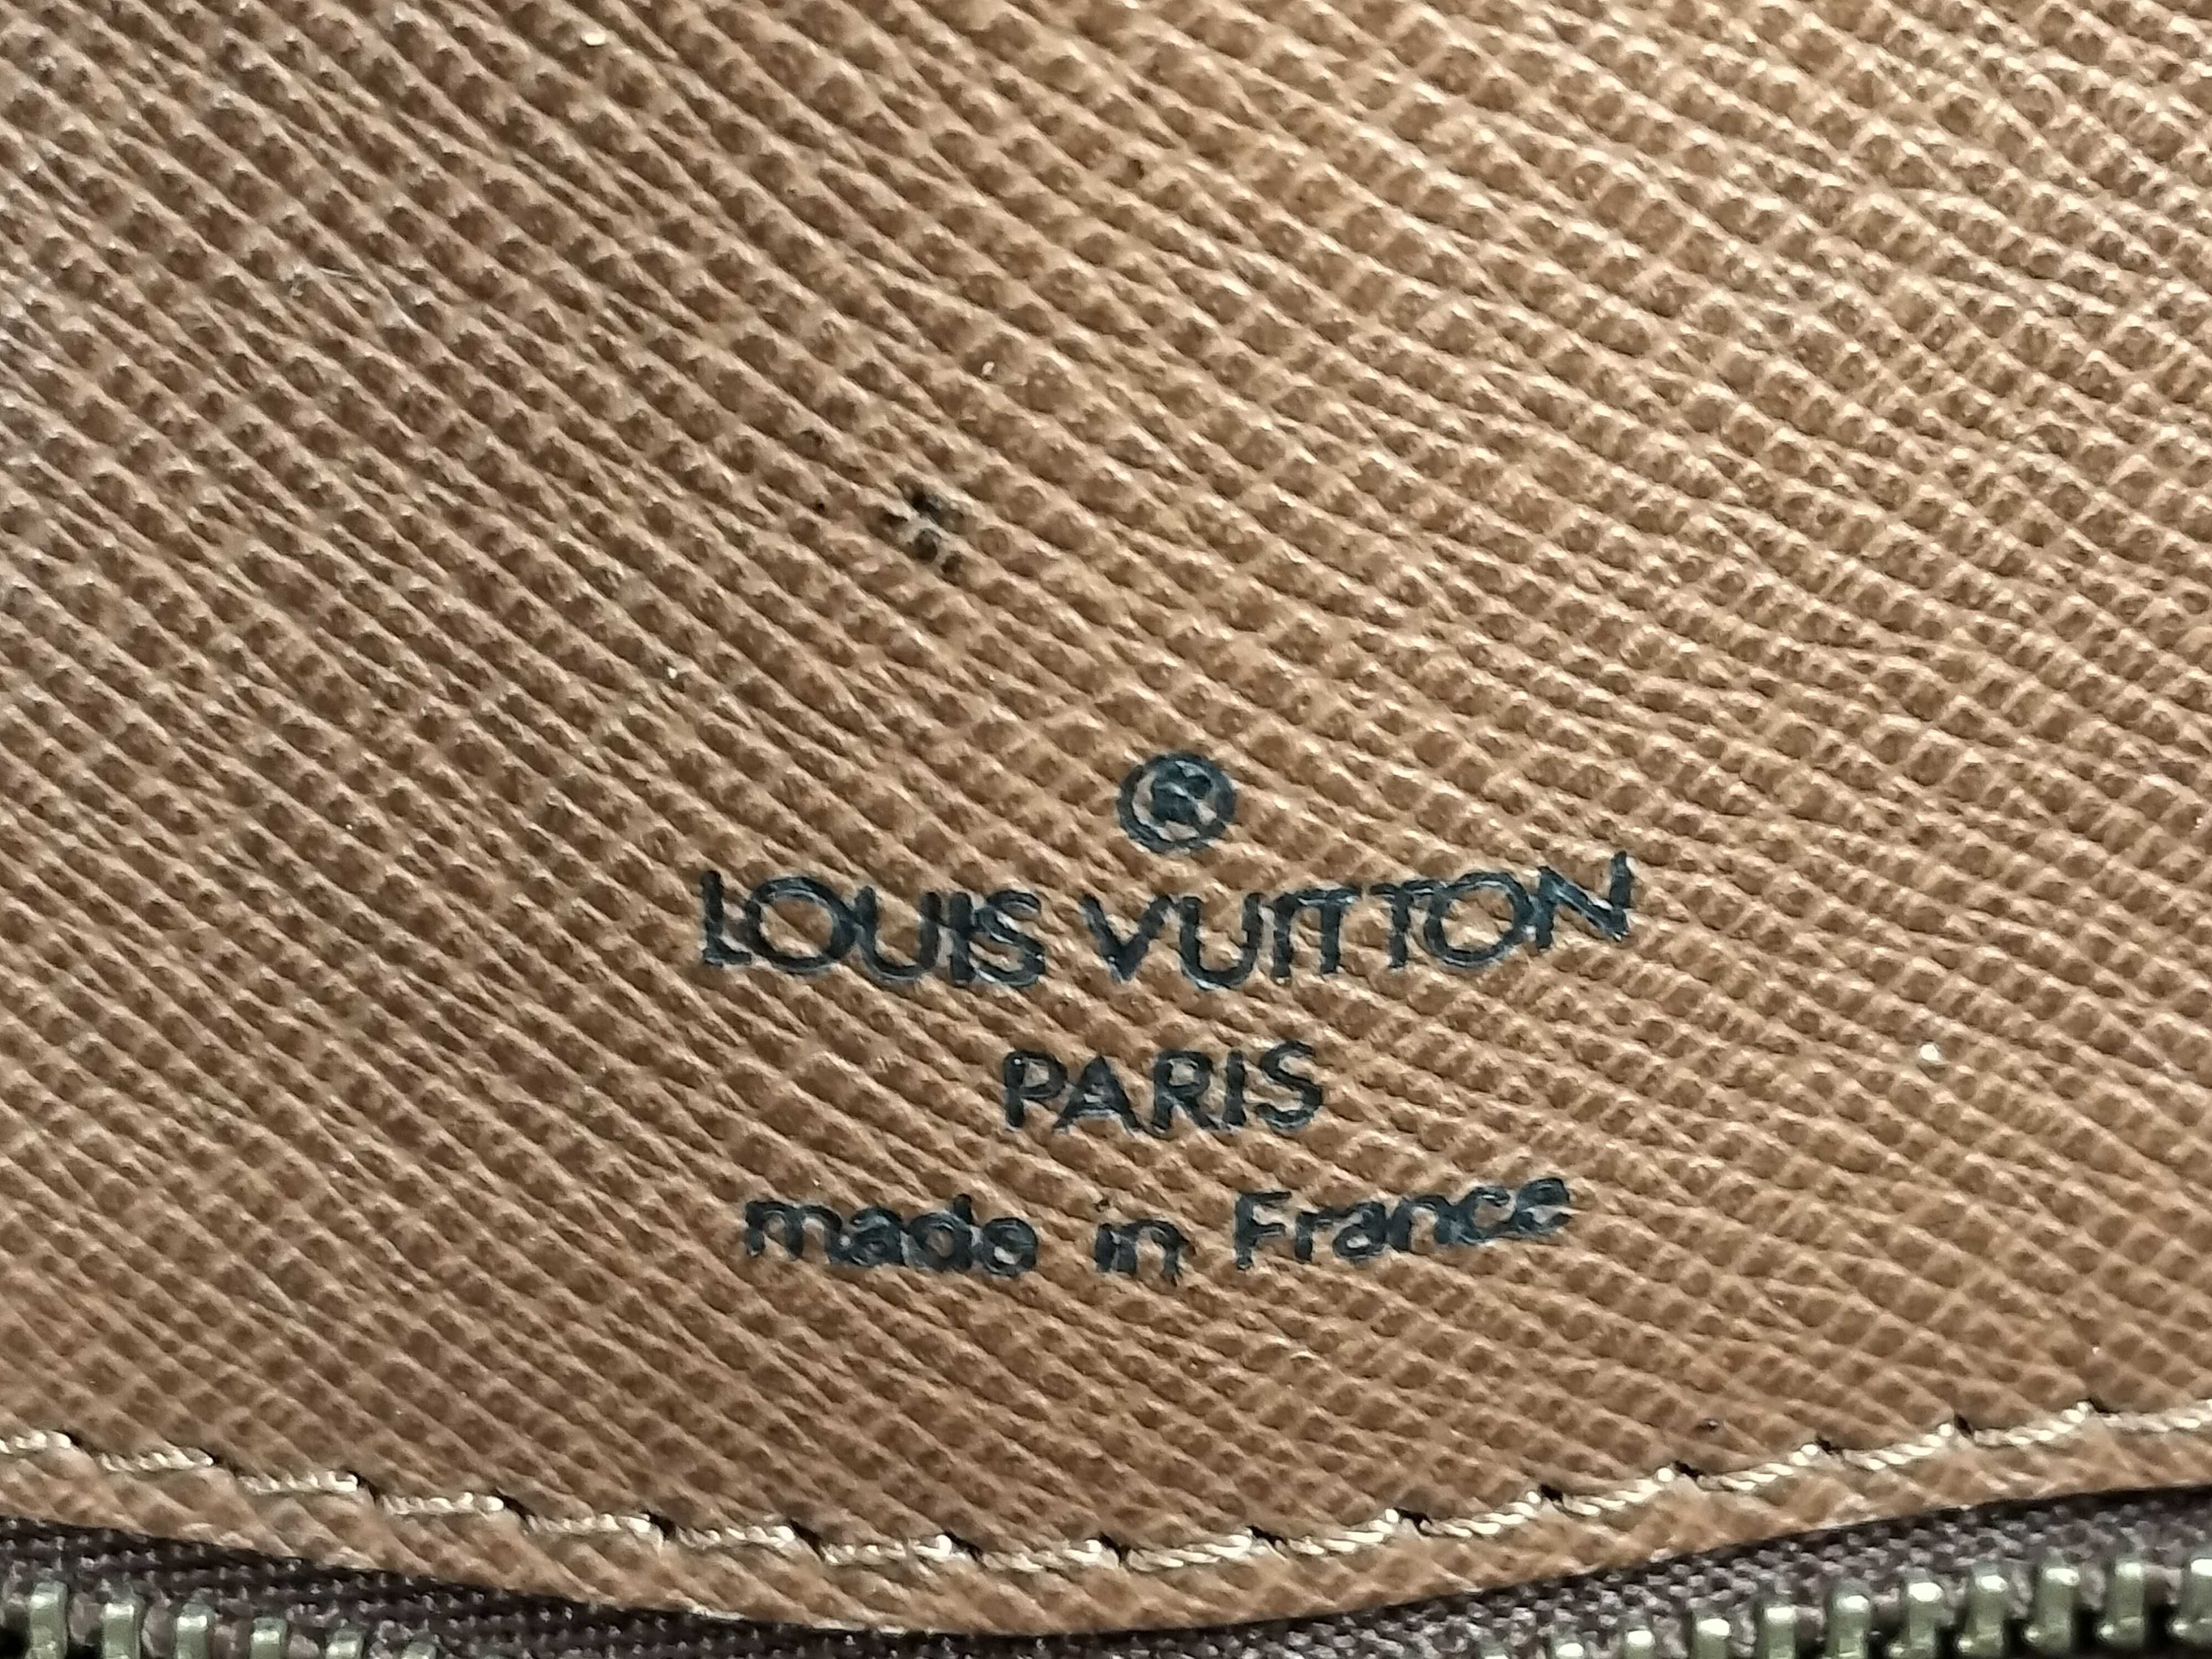 ®
LOUIS VUITTON
PARIS
made in France